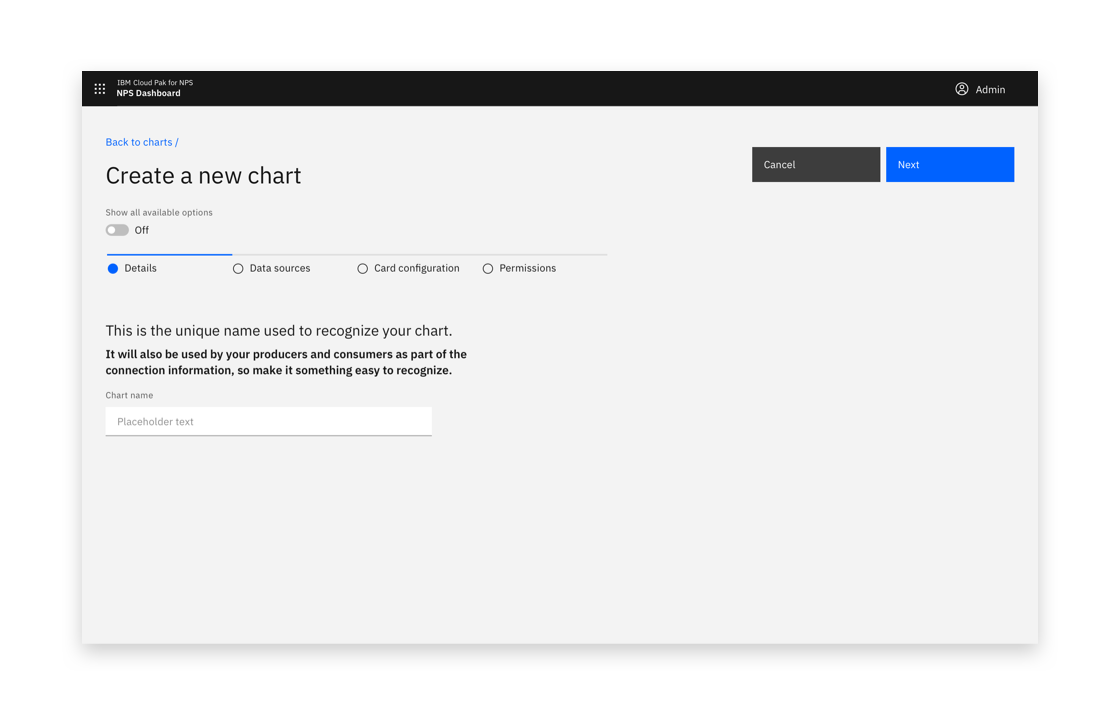 IBM Cloud Pak for NPS
NPS Dashboard
Admin
Back to charts /
Create a new chart
Cancel
Next
Show all available options
Off
Details
Data sources
Card configuration
Permissions
This is the unique name used to recognize your chart.
It will also be used by your producers and consumers as part of the
connection information, so make it something easy to recognize.
Chart name
Placeholder text